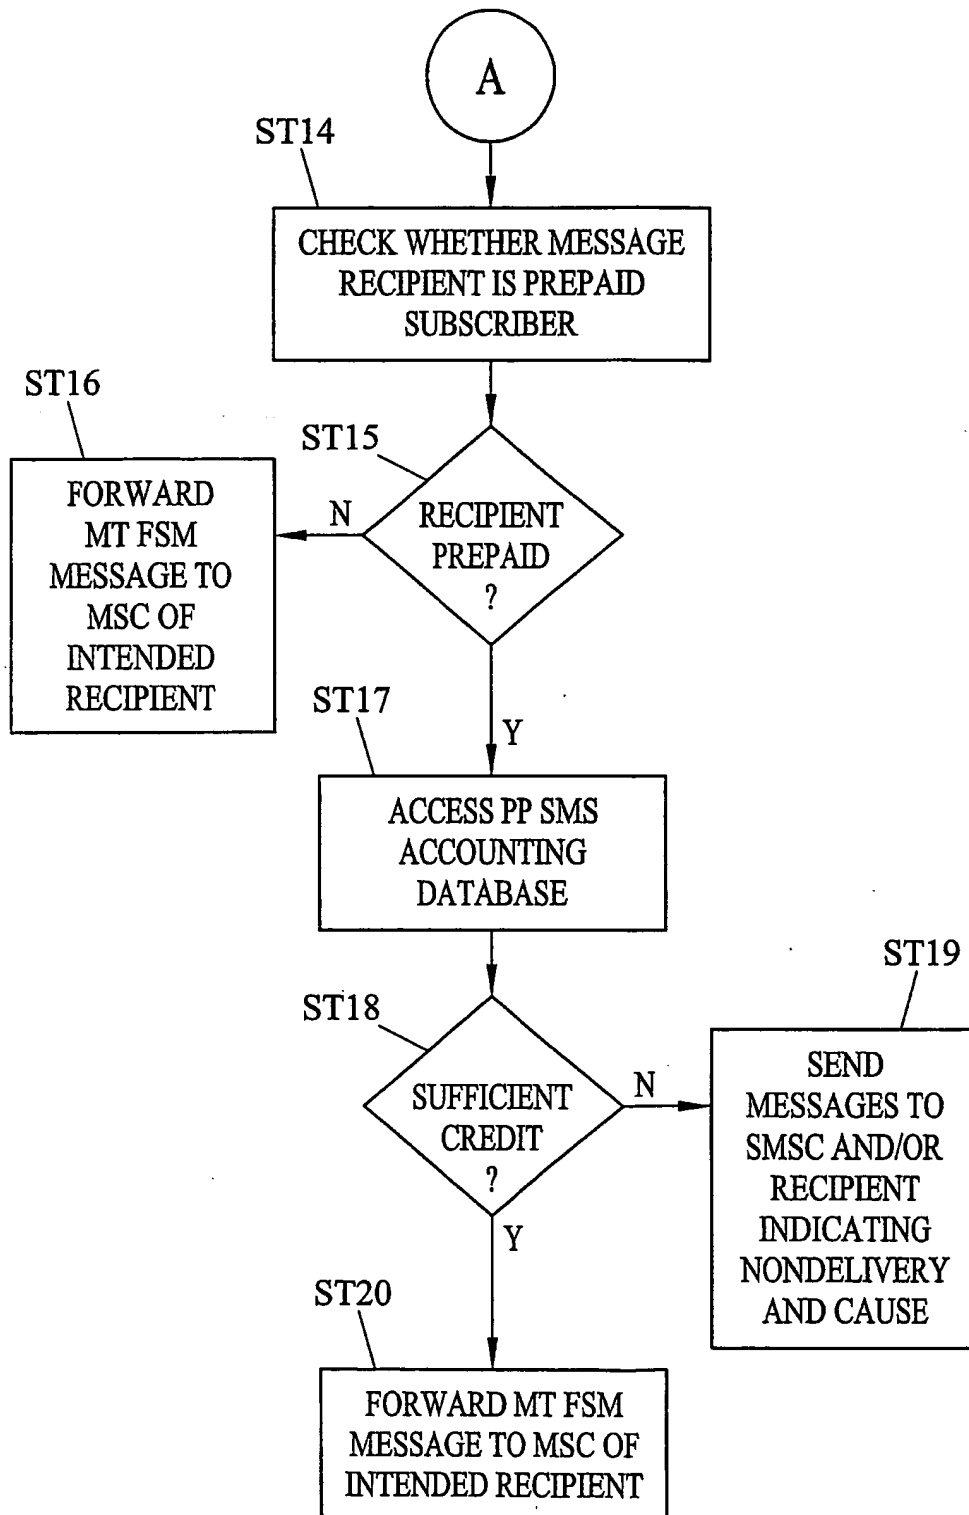 A
ST14
CHECK WHETHER MESSAGE
RECIPIENT IS PREPAID
SUBSCRIBER
ST16
FORWARD
MT FSM
MESSAGE TO
MSC OF
INTENDED
RECIPIENT
ST15
N
RECIPIENT
PREPAID
?
Y
ST17
ACCESS PP SMS
ACCOUNTING
DATABASE
ST18
SUFFICIENT
CREDIT
?
N
ST19
SEND
MESSAGES TO
SMSC AND/OR
RECIPIENT
INDICATING
NONDELIVERY
AND CAUSE
Y
ST20
FORWARD MT FSM
MESSAGE TO MSC OF
INTENDED RECIPIENT